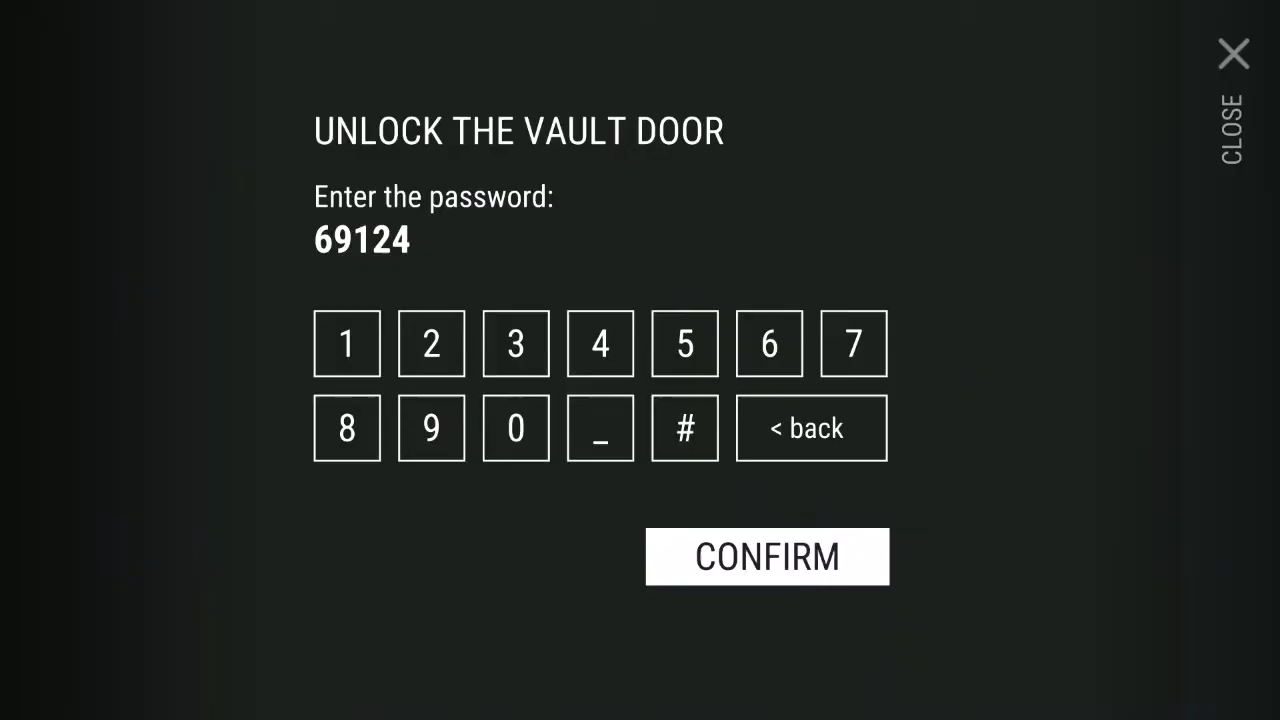 CLOSE
UNLOCK THE VAULT DOOR
Enter the password:
69124
1 2 3 4 5 6 7
8 9 0 _ # < back
CONFIRM